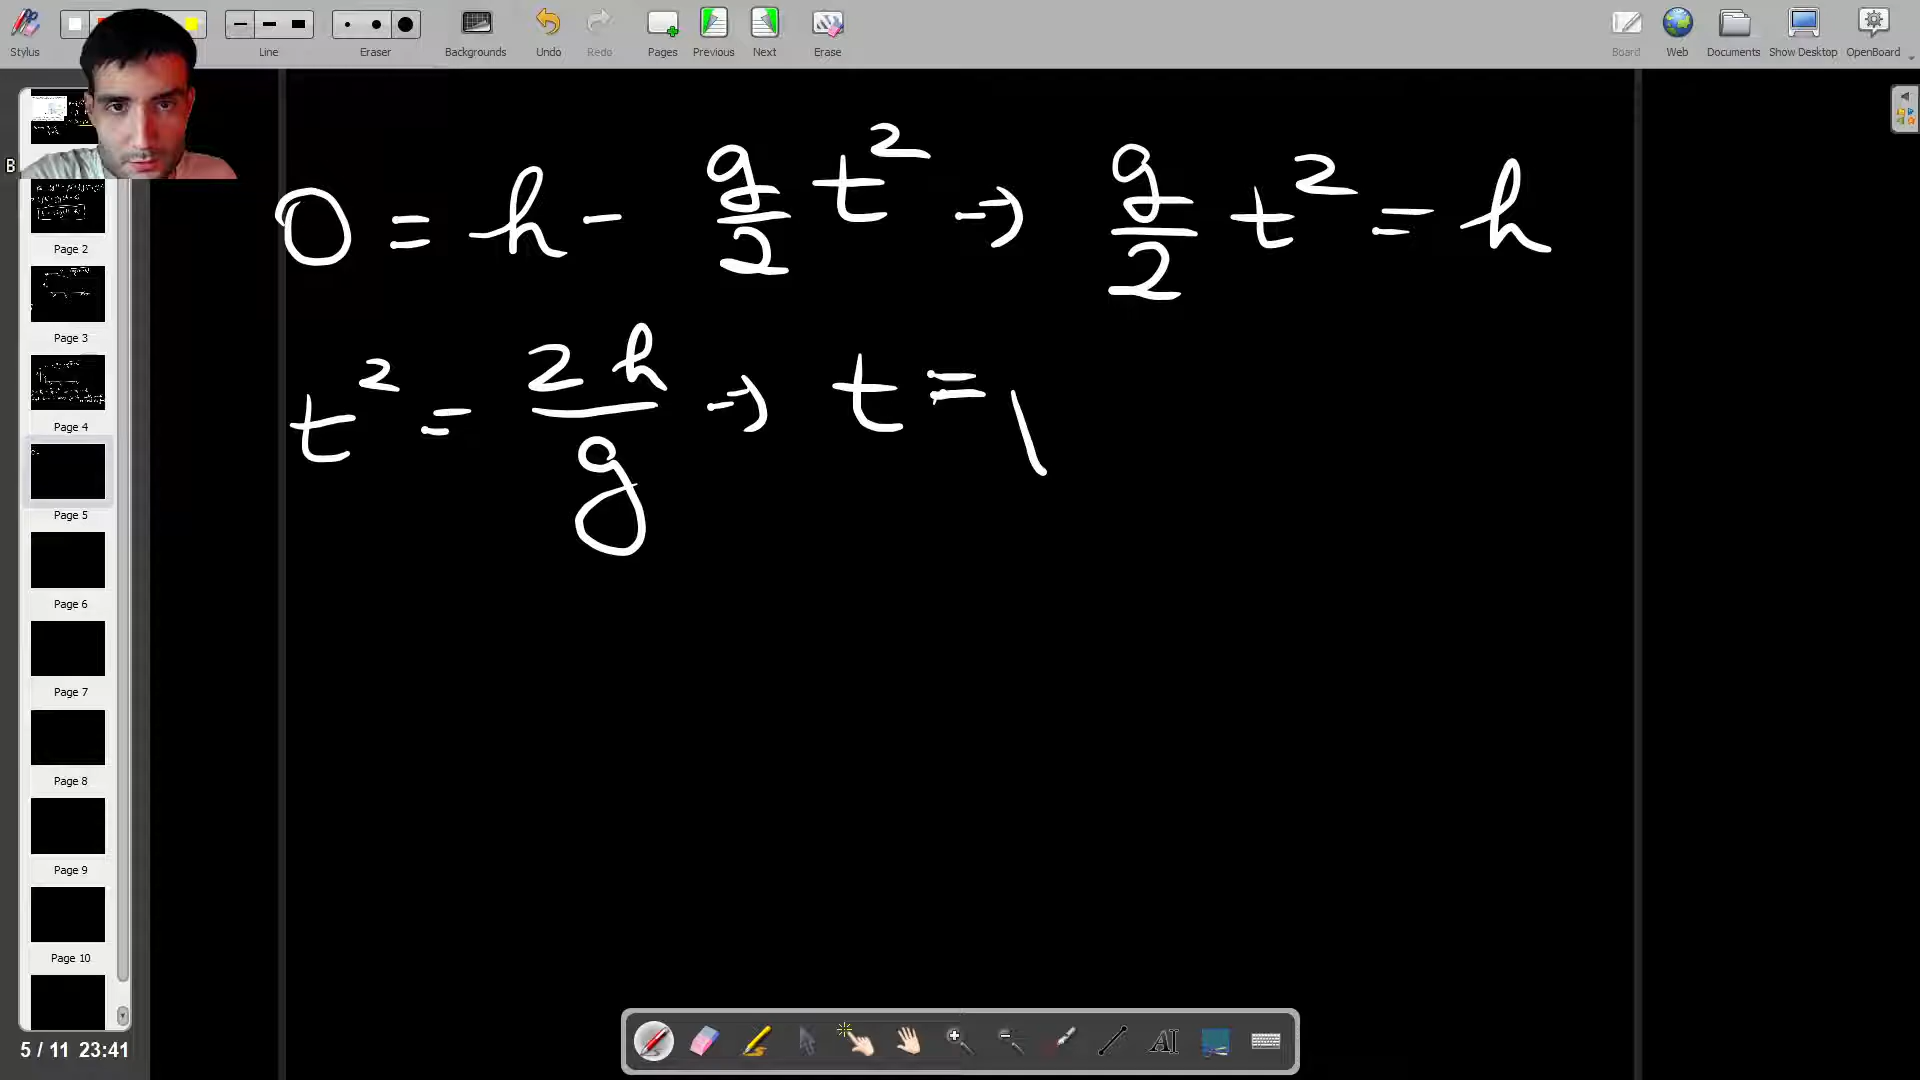 Stylus
Line
Eraser
Backgrounds
Undo
Redo
Pages
Previous
Next
Erase
Board
Web
Documents
Show Desktop
OpenBoard
B
Page 2
Page 3
Page 4
Page 5
Page 6
Page 7
Page 8
Page 9
Page 10
0 = h - g/2 t² → g/2 t² = h
t² = 2h/g → t =
5 / 11 23:41
AI